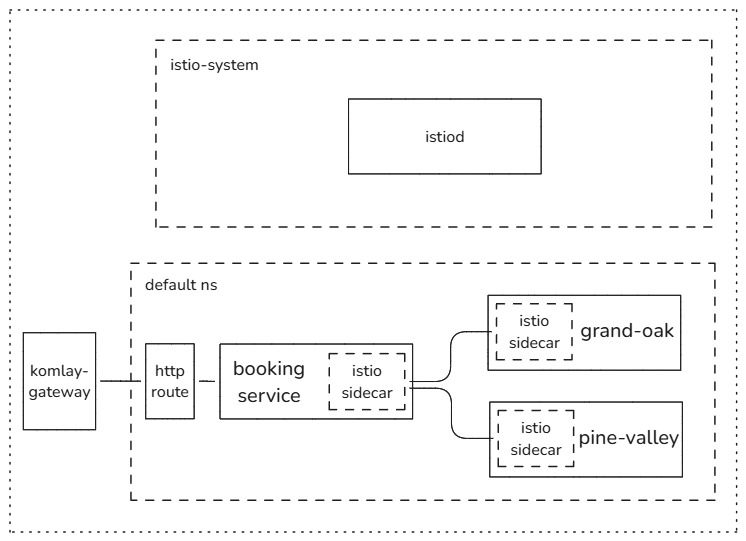 istio-system
istiod
default ns
komlay-
gateway
http
route
booking
service
istio
sidecar
istio
sidecar
grand-oak
istio
sidecar
pine-valley